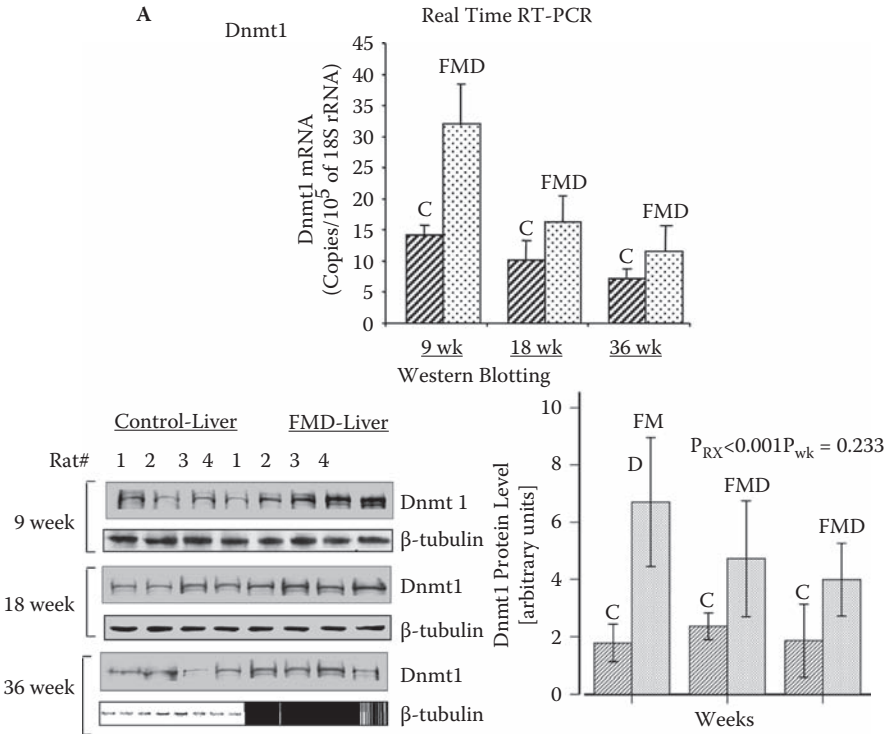 A
Real Time RT-PCR
Dnmt1
Dnmt1 mRNA
(Copies/10⁵ of 18S rRNA)
45
40
35
30
25
20
15
10
5
0
C
FMD
C
FMD
C
FMD
9 wk 18 wk 36 wk
Western Blotting
Control-Liver FMD-Liver
Rat# 1 2 3 4 1 2 3 4
9 week
Dnmt 1
β-tubulin
18 week
Dnmt1
β-tubulin
36 week
Dnmt1
β-tubulin
Dnmt1 Protein Level
[arbitrary units]
10
8
6
4
2
0
P_RX<0.001P_wk = 0.233
C
FM
D
C
FMD
C
FMD
Weeks